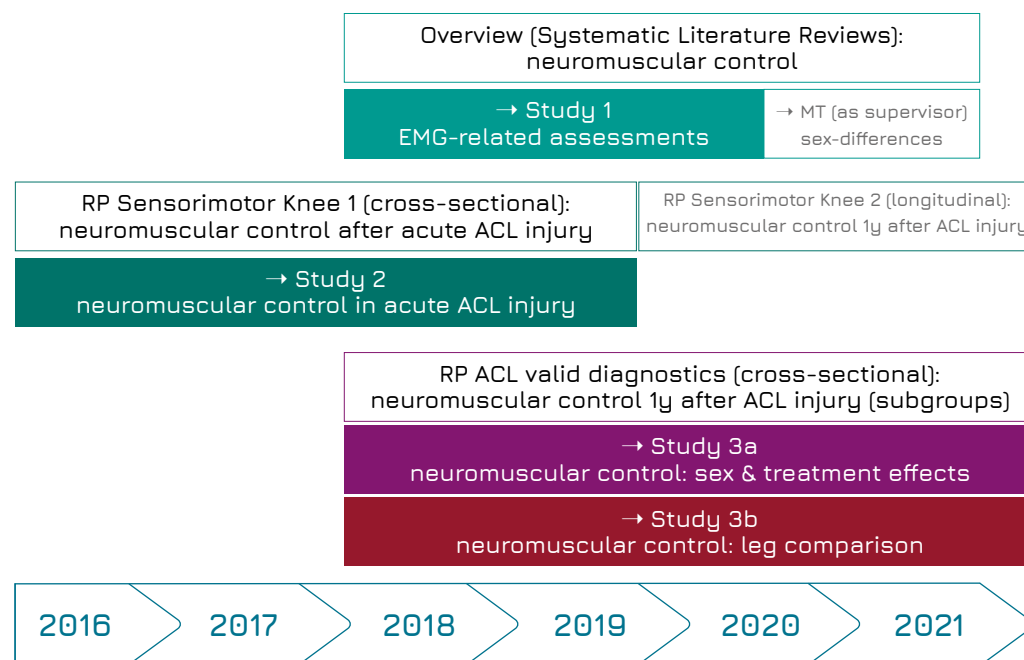 Overview (Systematic Literature Reviews):
neuromuscular control
→ Study 1
EMG-related assessments
→ MT (as supervisor)
sex-differences
RP Sensorimotor Knee 1 (cross-sectional):
neuromuscular control after acute ACL injury
RP Sensorimotor Knee 2 (longitudinal):
neuromuscular control 1y after ACL injury
→ Study 2
neuromuscular control in acute ACL injury
RP ACL valid diagnostics (cross-sectional):
neuromuscular control 1y after ACL injury (subgroups)
→ Study 3a
neuromuscular control: sex & treatment effects
→ Study 3b
neuromuscular control: leg comparison
2016
2017
2018
2019
2020
2021